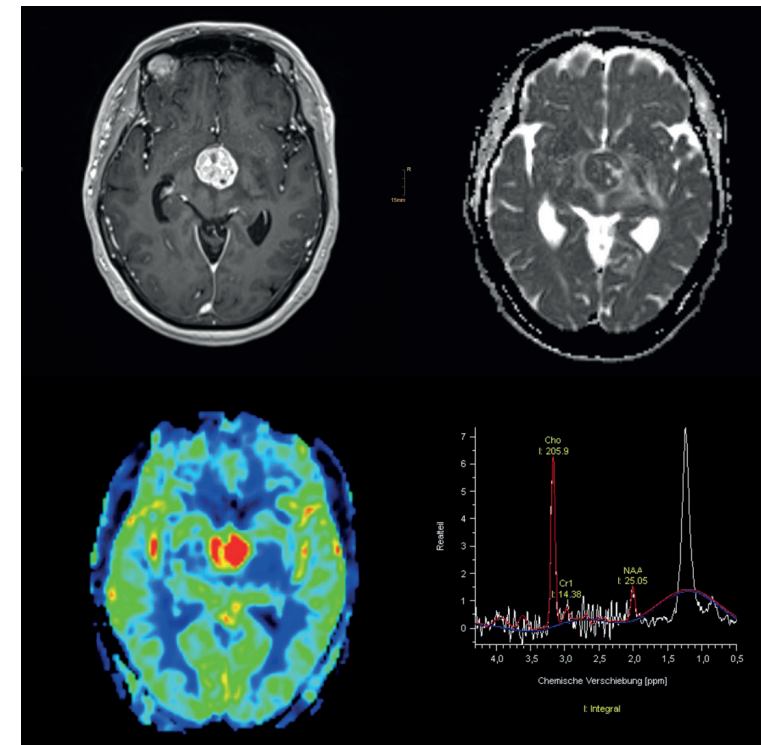 R
15mm
Cho
I: 205.9
Cr1
I: 14.38
NAA
I: 25.05
7
6
5
4
3
2
1
0
Realteil
4,0 3,5 3,0 2,5 2,0 1,5 1,0 0,5
Chemische Verschiebung [ppm]
I: Integral